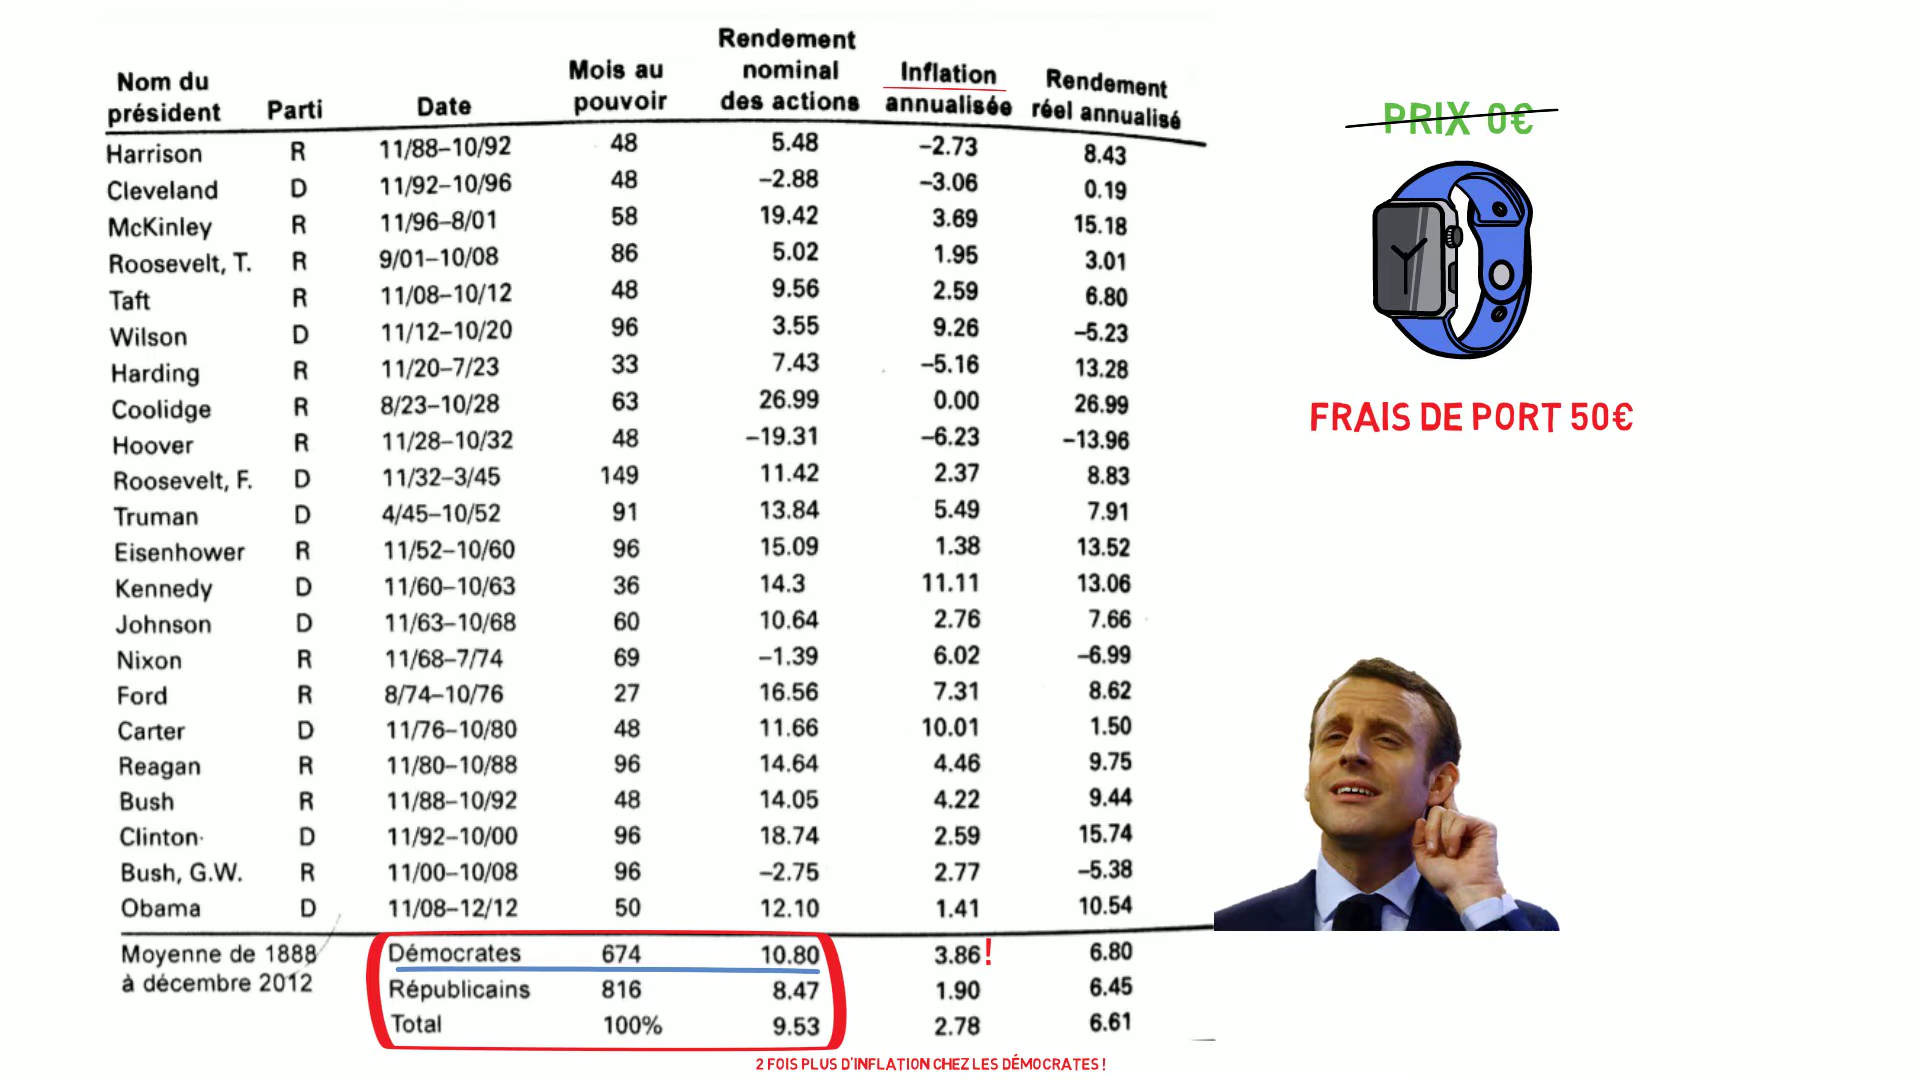 Nom du président Parti Date Mois au pouvoir Rendement nominal des actions Inflation annualisée Rendement réel annualisé
Harrison R 11/88–10/92 48 5.48 –2.73 8.43
Cleveland D 11/92–10/96 48 –2.88 –3.06 0.19
McKinley R 11/96–8/01 58 19.42 3.69 15.18
Roosevelt, T. R 9/01–10/08 86 5.02 1.95 3.01
Taft R 11/08–10/12 48 9.56 2.59 6.80
Wilson D 11/12–10/20 96 3.55 9.26 –5.23
Harding R 11/20–7/23 33 7.43 –5.16 13.28
Coolidge R 8/23–10/28 63 26.99 0.00 26.99
Hoover R 11/28–10/32 48 –19.31 –6.23 –13.96
Roosevelt, F. D 11/32–3/45 149 11.42 2.37 8.83
Truman D 4/45–10/52 91 13.84 5.49 7.91
Eisenhower R 11/52–10/60 96 15.09 1.38 13.52
Kennedy D 11/60–10/63 36 14.3 11.11 13.06
Johnson D 11/63–10/68 60 10.64 2.76 7.66
Nixon R 11/68–7/74 69 –1.39 6.02 –6.99
Ford R 8/74–10/76 27 16.56 7.31 8.62
Carter D 11/76–10/80 48 11.66 10.01 1.50
Reagan R 11/80–10/88 96 14.64 4.46 9.75
Bush R 11/88–10/92 48 14.05 4.22 9.44
Clinton D 11/92–10/00 96 18.74 2.59 15.74
Bush, G.W. R 11/00–10/08 96 –2.75 2.77 –5.38
Obama D 11/08–12/12 50 12.10 1.41 10.54
Moyenne de 1888 Démocrates 674 10.80 3.86! 6.80
à décembre 2012 Républicains 816 8.47 1.90 6.45
Total 100% 9.53 2.78 6.61
2 FOIS PLUS D'INFLATION CHEZ LES DÉMOCRATES !
PRIX 0€
FRAIS DE PORT 50€